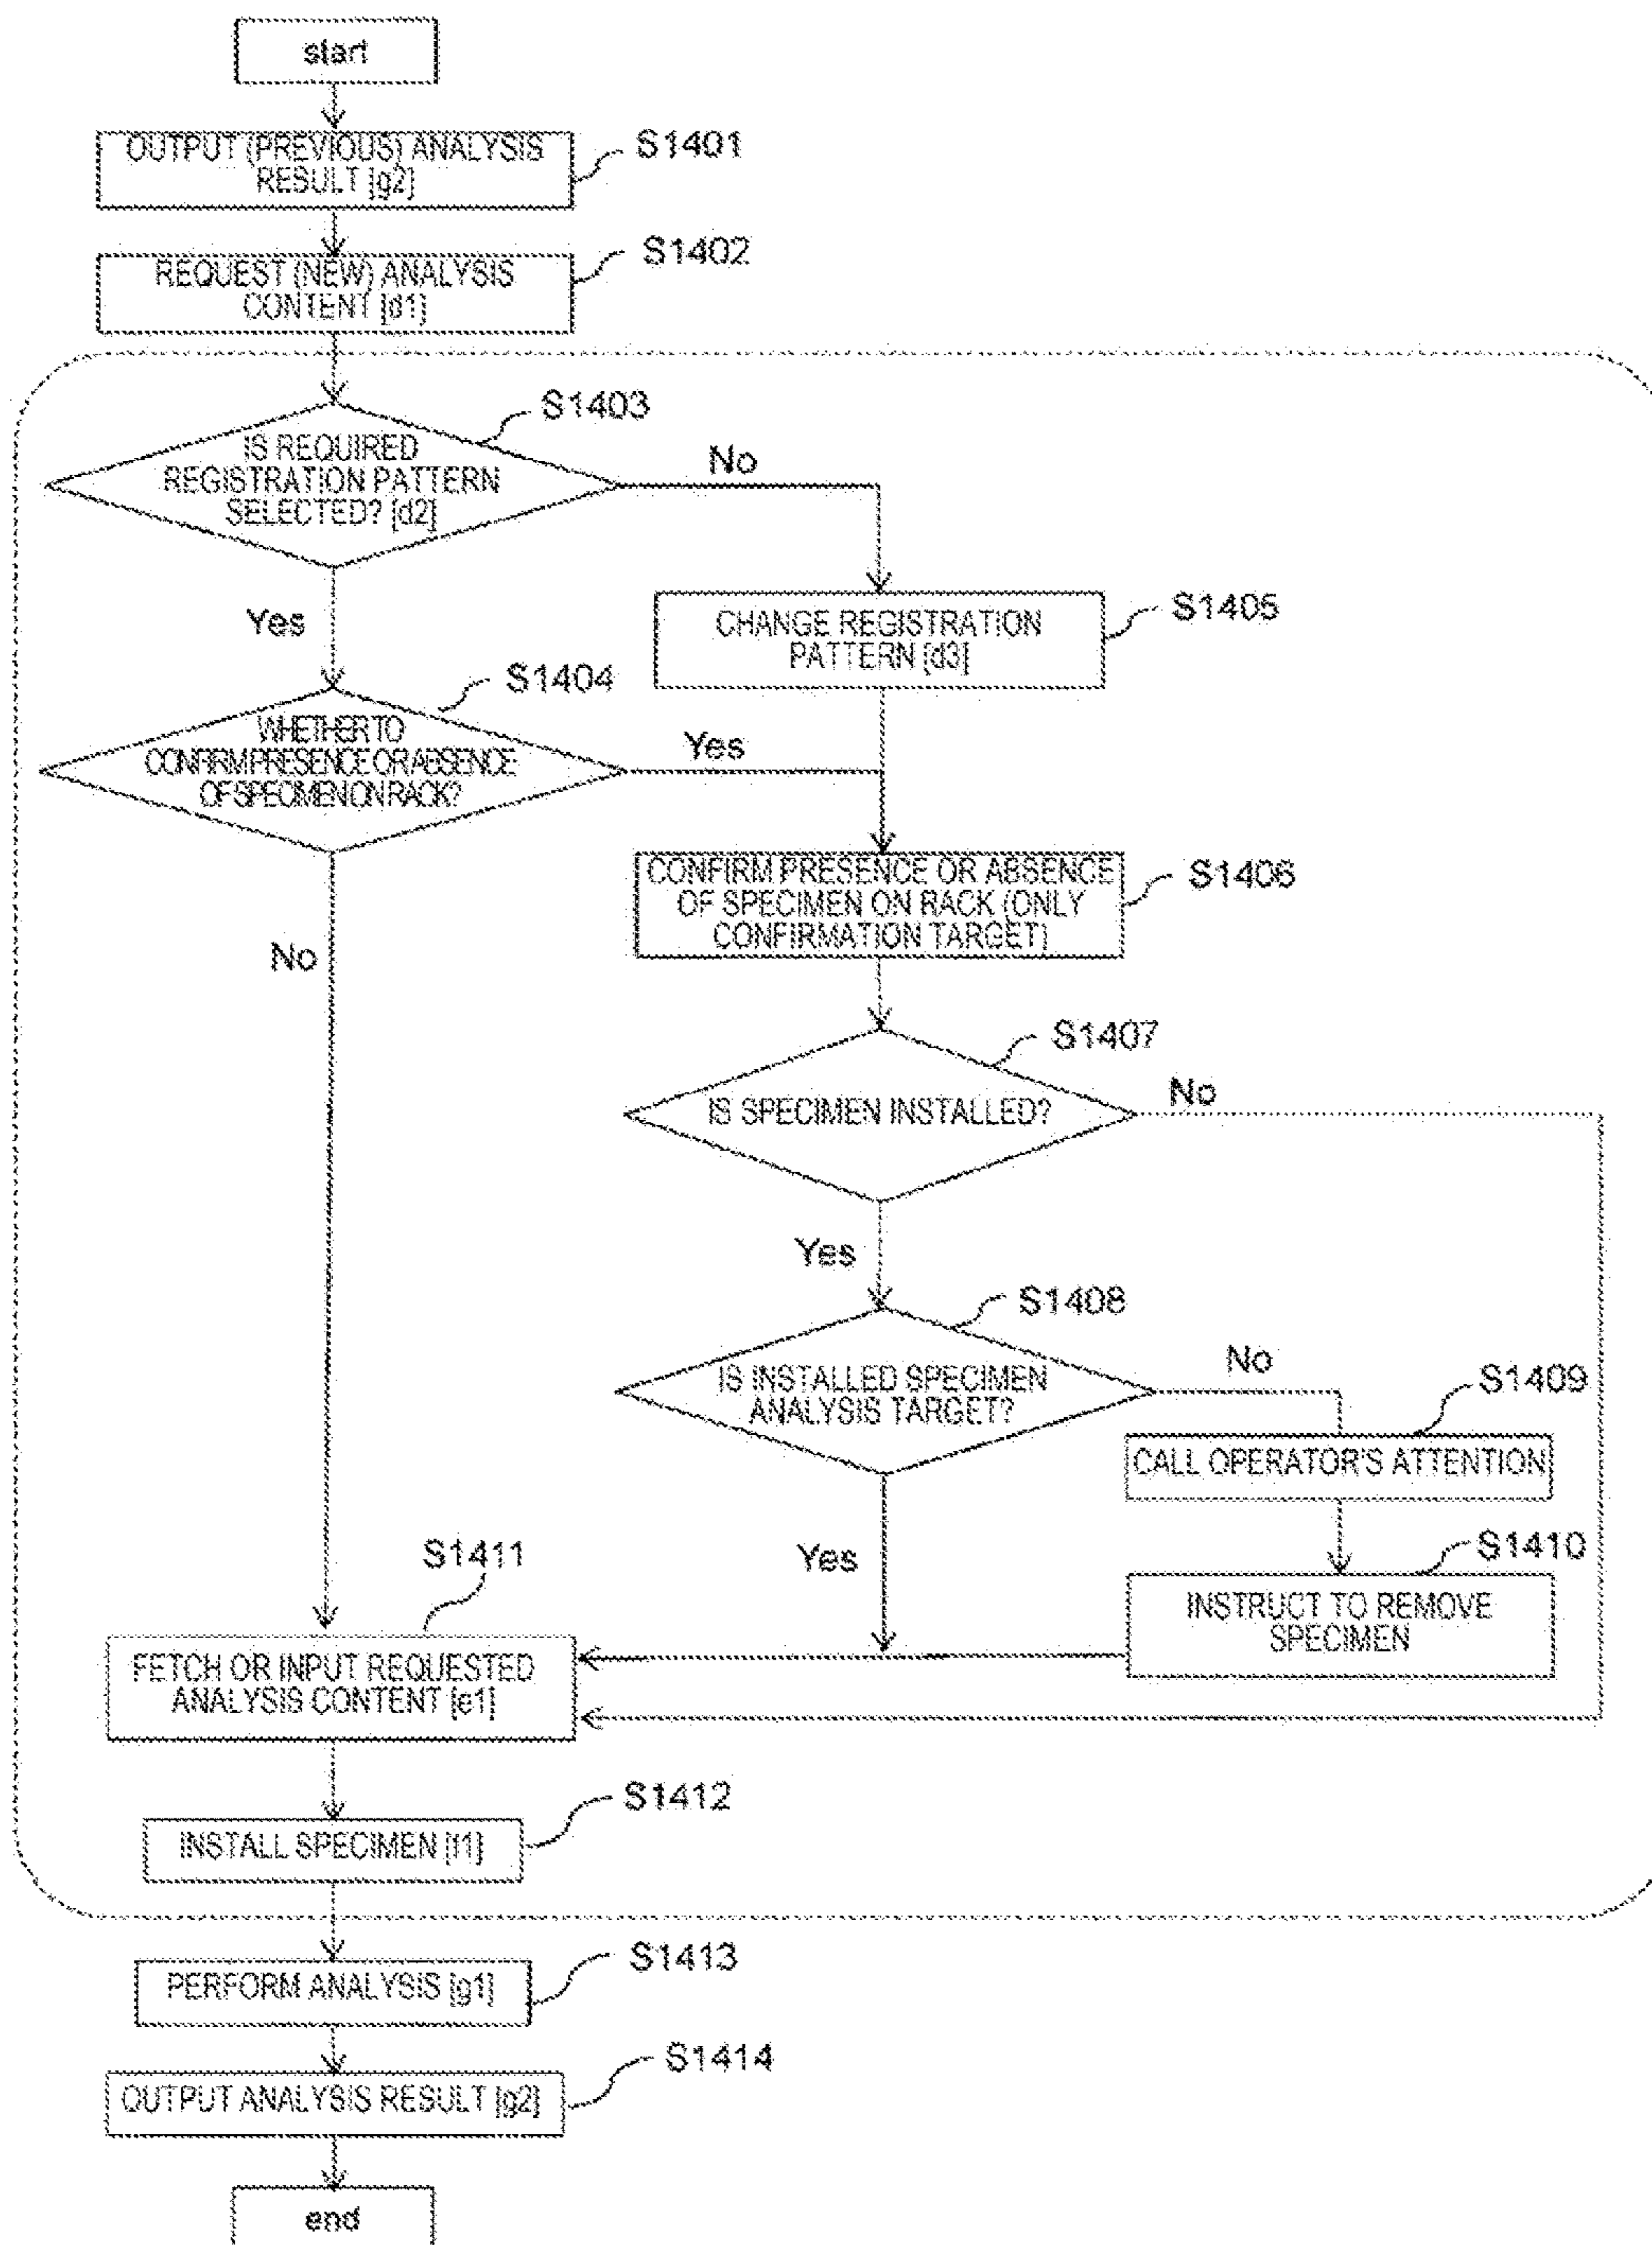 start
OUTPUT (PREVIOUS) ANALYSIS
RESULT [g2]
S1401
REQUEST (NEW) ANALYSIS
CONTENT [d1]
S1402
IS REQUIRED
REGISTRATION PATTERN
SELECTED? [d2]
S1403
No
Yes
CHANGE REGISTRATION
PATTERN [d3]
S1405
WHETHER TO
CONFIRM PRESENCE OR ABSENCE
OF SPECIMEN ON RACK?
S1404
Yes
No
CONFIRM PRESENCE OR ABSENCE
OF SPECIMEN ON RACK (ONLY
CONFIRMATION TARGET)
S1406
IS SPECIMEN INSTALLED?
S1407
No
Yes
IS INSTALLED SPECIMEN
ANALYSIS TARGET?
S1408
No
Yes
CALL OPERATOR'S ATTENTION
S1409
INSTRUCT TO REMOVE
SPECIMEN
S1410
FETCH OR INPUT REQUESTED
ANALYSIS CONTENT [e1]
S1411
INSTALL SPECIMEN [f1]
S1412
PERFORM ANALYSIS [g1]
S1413
OUTPUT ANALYSIS RESULT [g2]
S1414
end